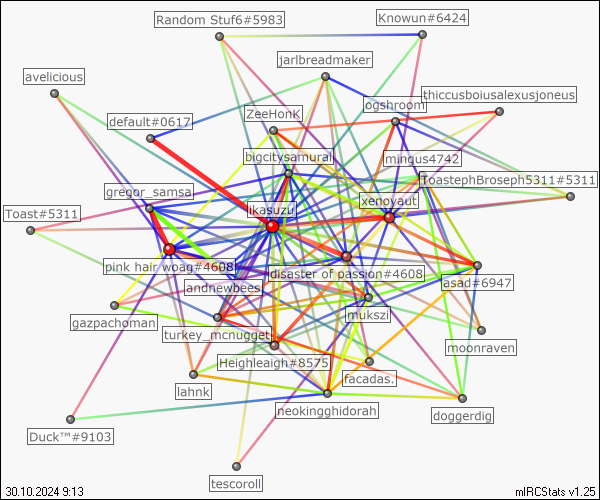 Random Stuf6#5983
Knowun#6424
jarlbreadmaker
avelicious
thiccusboiusalexusjoneus
ogshroom
ZeeHonK
default#0617
bigcitysamurai
mingus4742
ToastephBroseph5311#5311
gregor_samsa
xenoyaut
ikasuzu
Toast#5311
pink hair woag#4608
disaster of passion#4608
asad#6947
andnewbees
mukszi
gazpachoman
turkey_mcnugget
moonraven
Heighleaigh#8575
facadas.
lahnk
neokingghidorah
doggerdig
Duck™#9103
tescoroll
30.10.2024 9:13
mIRCStats v1.25